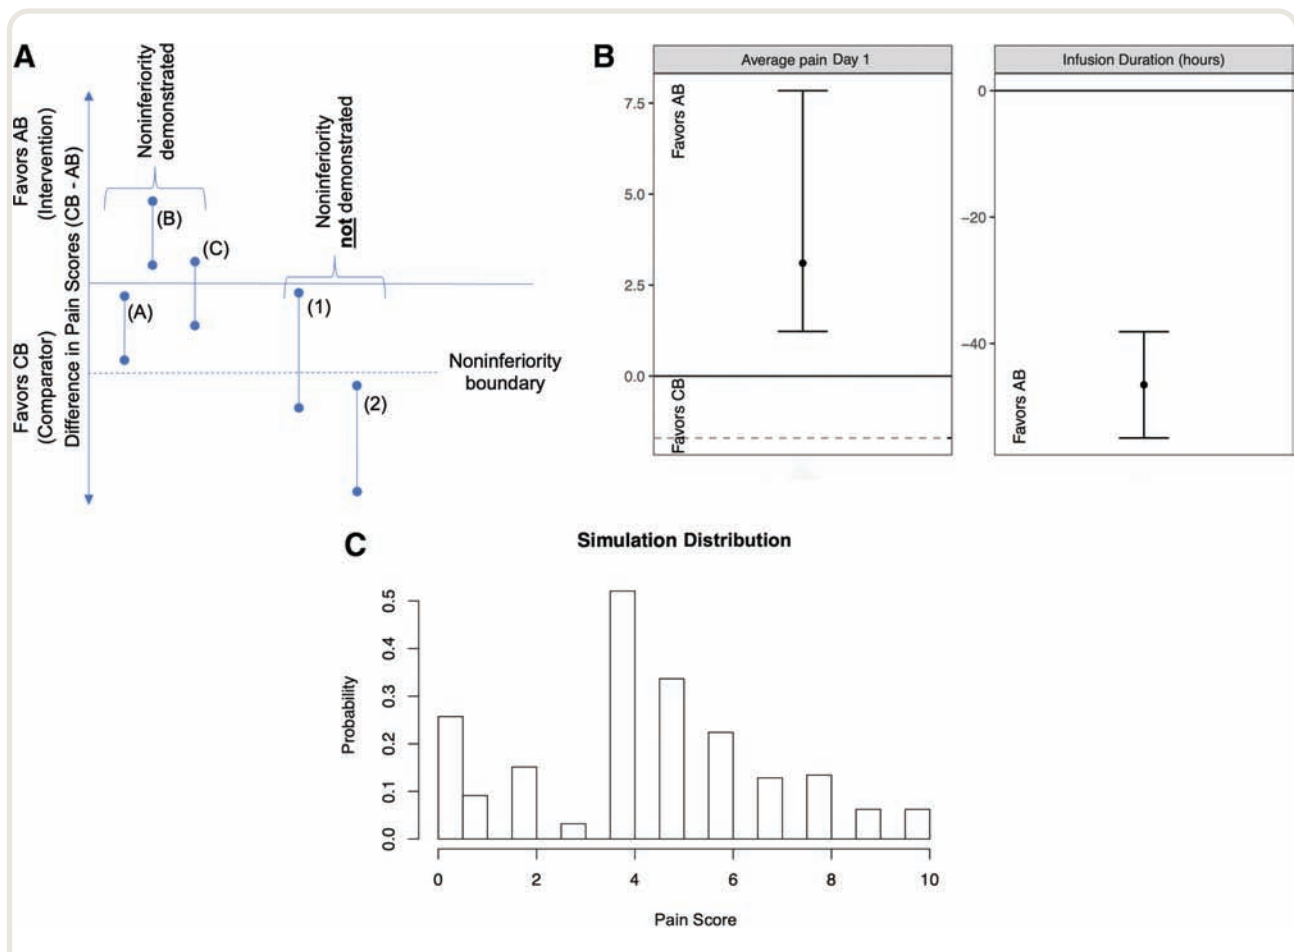 A
Favors AB
(Intervention)
Favors CB
(Comparator)
Difference in Pain Scores (CB - AB)
Noninferiority
demonstrated
(B)
(C)
(A)
Noninferiority
not demonstrated
(1)
(2)
Noninferiority
boundary
B
Average pain Day 1
Favors AB
7.5
5.0
2.5
0.0
Favors CB
Infusion Duration (hours)
0
−20
−40
Favors AB
C
Simulation Distribution
Probability
0.5
0.4
0.3
0.2
0.1
0.0
0 2 4 6 8 10
Pain Score